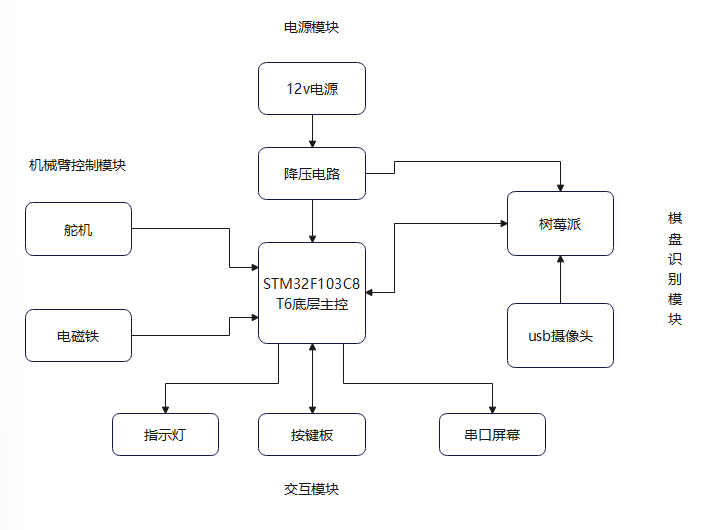 电源模块
12v电源
机械臂控制模块
降压电路
舵机
树莓派
棋盘识别模块
STM32F103C8
T6底层主控
电磁铁
usb摄像头
指示灯
按键板
串口屏幕
交互模块